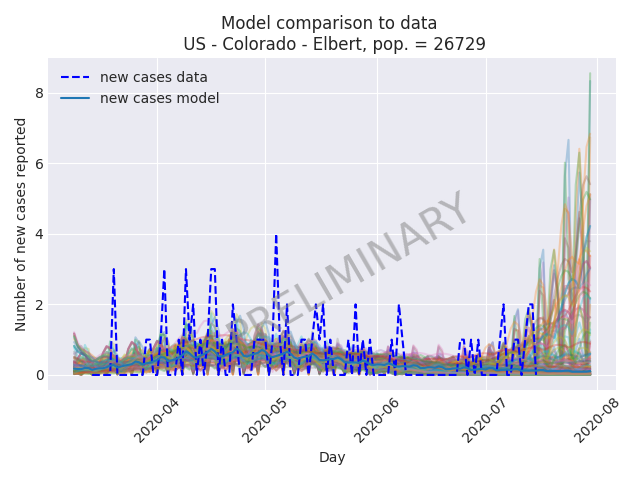 Model comparison to data
US - Colorado - Elbert, pop. = 26729
new cases data
new cases model
Number of new cases reported
8
6
4
2
0
PRELIMINARY
2020-04
2020-05
2020-06
2020-07
2020-08
Day